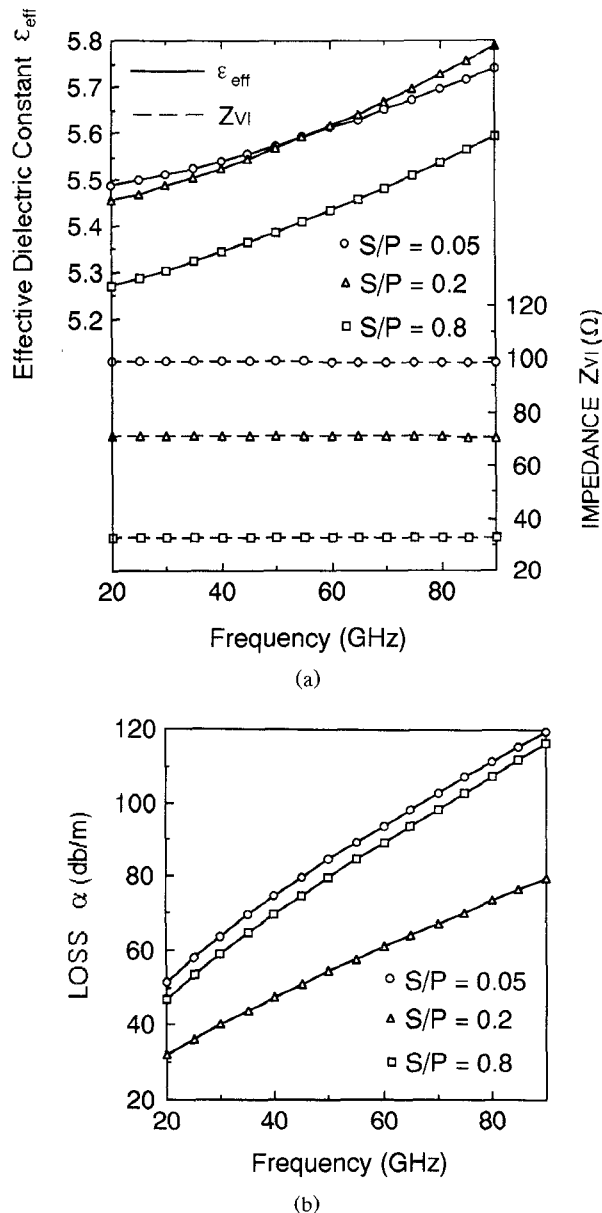 Effective Dielectric Constant ε_eff
5.8
5.7
5.6
5.5
5.4
5.3
5.2
ε_eff
Z_VI
S/P = 0.05
S/P = 0.2
S/P = 0.8
120
100
80
60
40
20
IMPEDANCE Z_VI (Ω)
20
40
60
80
Frequency (GHz)
(a)
LOSS α (db/m)
120
100
80
60
40
20
S/P = 0.05
S/P = 0.2
S/P = 0.8
20
40
60
80
Frequency (GHz)
(b)